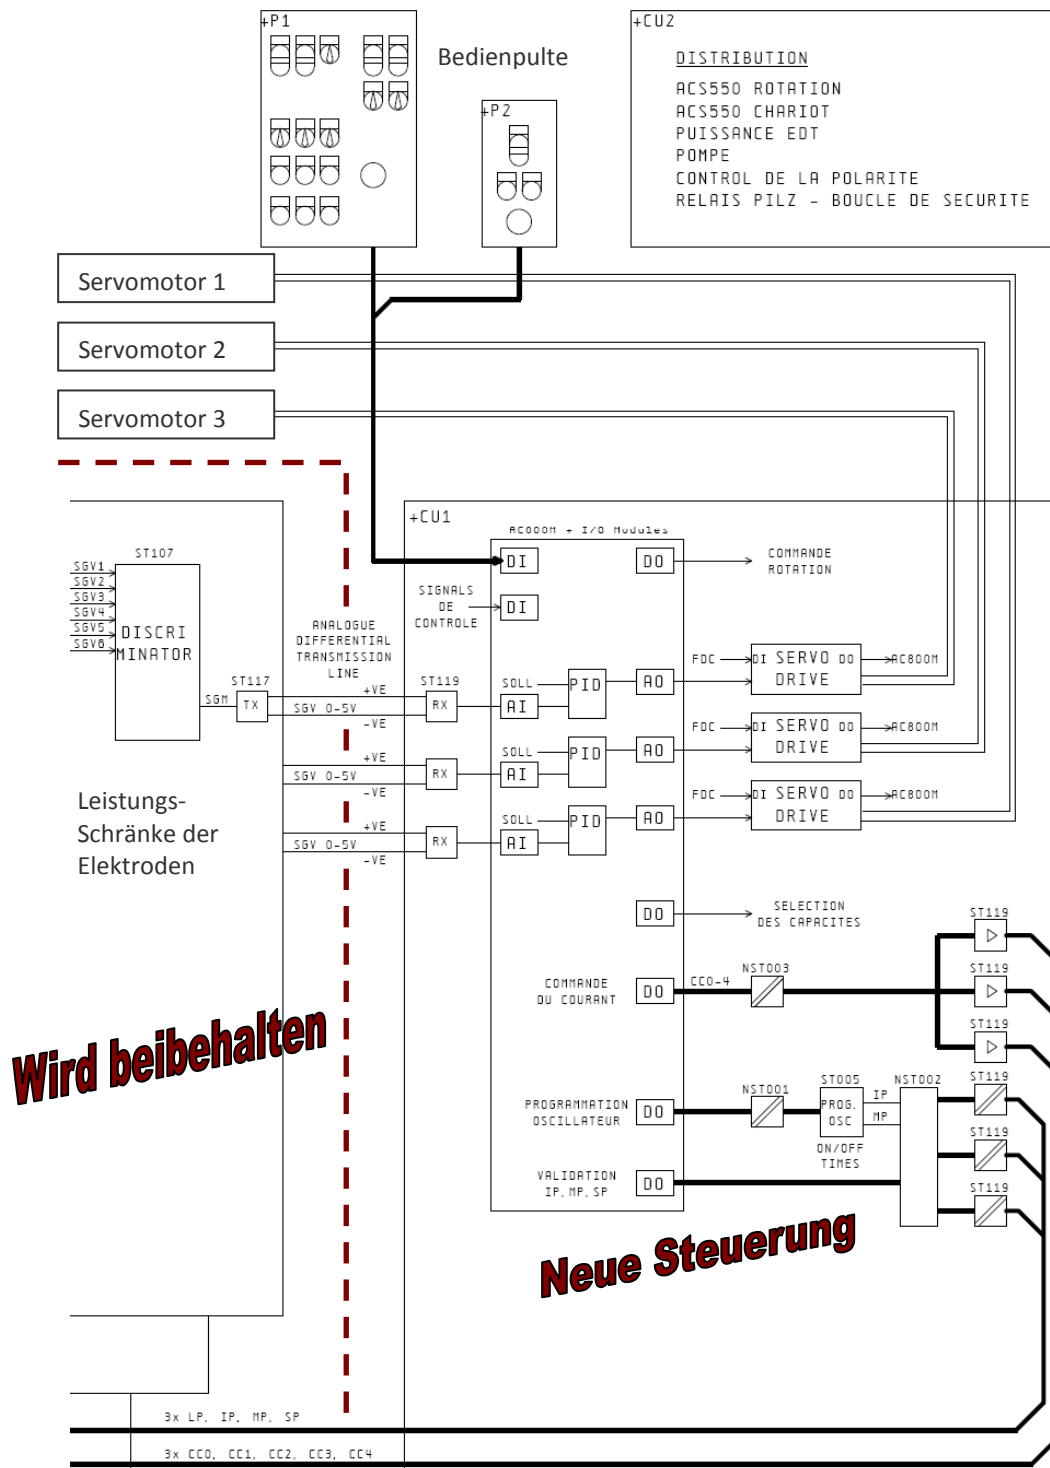 +P1
Bedienpulte
+P2
+CU2
DISTRIBUTION
ACS550 ROTATION
ACS550 CHARIOT
PUISSANCE EDT
POMPE
CONTROL DE LA POLARITE
RELAIS PILZ - BOUCLE DE SECURITE
Servomotor 1
Servomotor 2
Servomotor 3
+CU1
AC800M + I/O Modules
DI
DO
COMMANDE
ROTATION
SIGNALS
DE
CONTROLE
DI
ST107
SGV1
SGV2
SGV3
SGV4
SGV5
SGV6
DISCRI
MINATOR
SGM
ST117
TX
ANALOGUE
DIFFERENTIAL
TRANSMISSION
LINE
+VE
SGV 0-5V
-VE
ST119
RX
SOLL
AI
PID
AO
FDC
DI SERVO DO
DRIVE
AC800M
+VE
SGV 0-5V
-VE
RX
SOLL
AI
PID
AO
FDC
DI SERVO DO
DRIVE
AC800M
+VE
SGV 0-5V
-VE
RX
SOLL
AI
PID
AO
FDC
DI SERVO DO
DRIVE
AC800M
Leistungs-
Schränke der
Elektroden
DO
SELECTION
DES CAPACITES
COMMANDE
DU COURANT
DO
CC0-4
NST003
ST119
ST119
ST119
Wird beibehalten
PROGRAMMATION
OSCILLATEUR
DO
NST001
ST005
PROG.
OSC
ON/OFF
TIMES
IP
MP
NST002
ST119
ST119
ST119
VALIDATION
IP, MP, SP
DO
Neue Steuerung
3x LP, IP, MP, SP
3x CC0, CC1, CC2, CC3, CC4